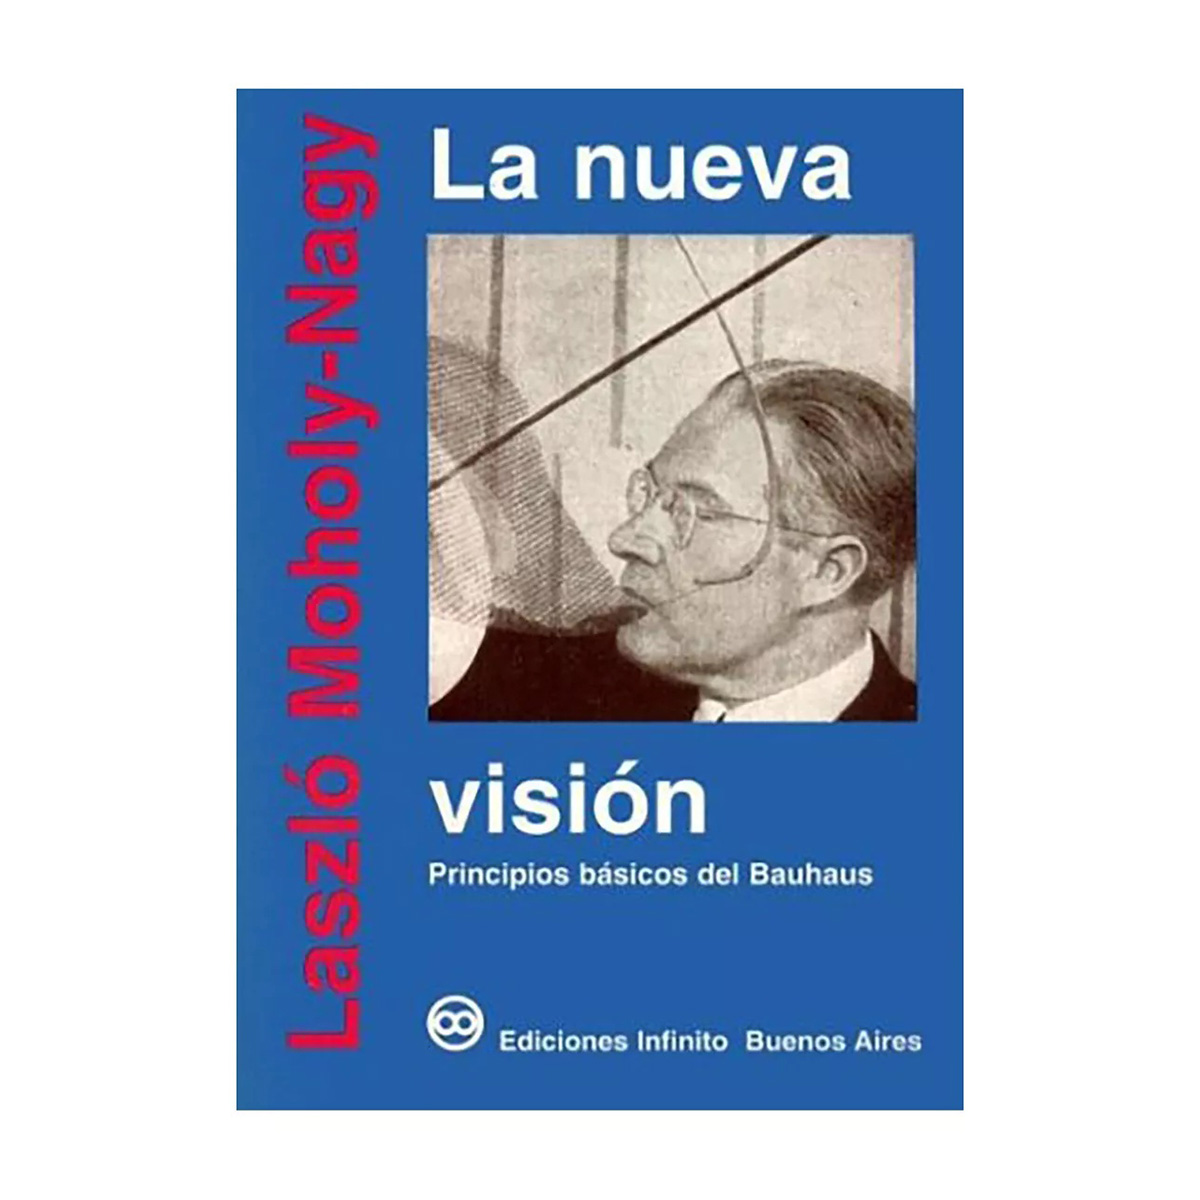 Laszló Moholy-Nagy
La nueva
visión
Principios básicos del Bauhaus
Ediciones Infinito Buenos Aires